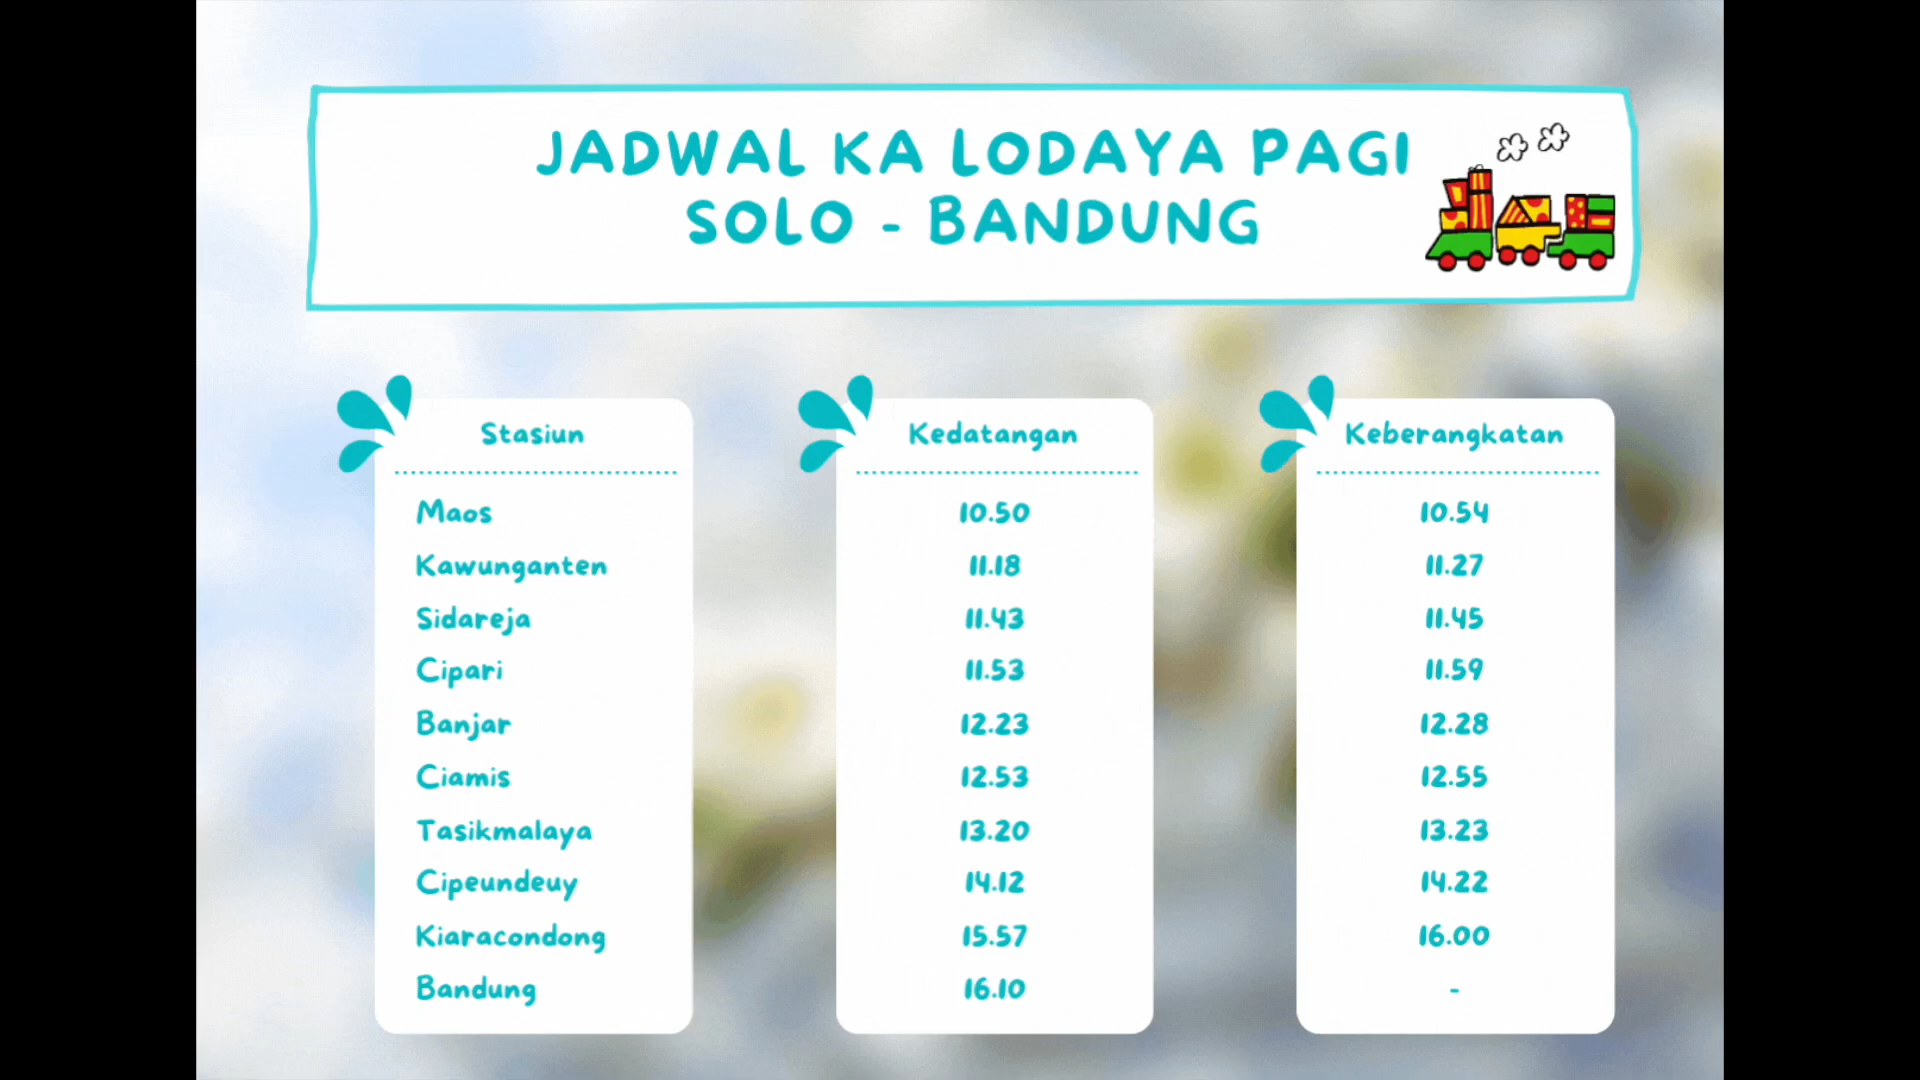 JADWAL KA LODAYA PAGI
SOLO - BANDUNG
Stasiun Kedatangan Keberangkatan
Maos 10.50 10.54
Kawunganten 11.18 11.27
Sidareja 11.43 11.45
Cipari 11.53 11.59
Banjar 12.23 12.28
Ciamis 12.53 12.55
Tasikmalaya 13.20 13.23
Cipeundeuy 14.12 14.22
Kiaracondong 15.57 16.00
Bandung 16.10 -